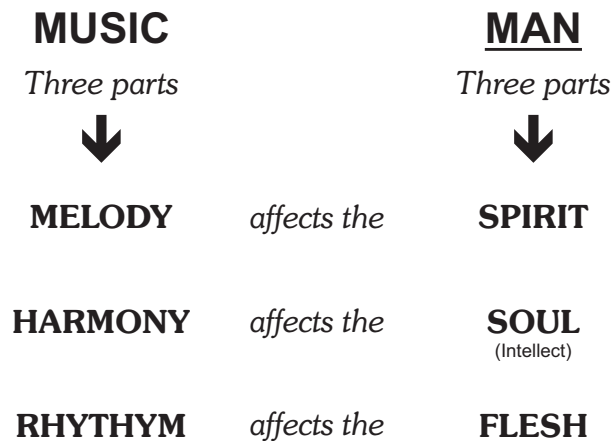 MUSIC MAN
Three parts Three parts
MELODY affects the SPIRIT
HARMONY affects the SOUL
(Intellect)
RHYTHYM affects the FLESH